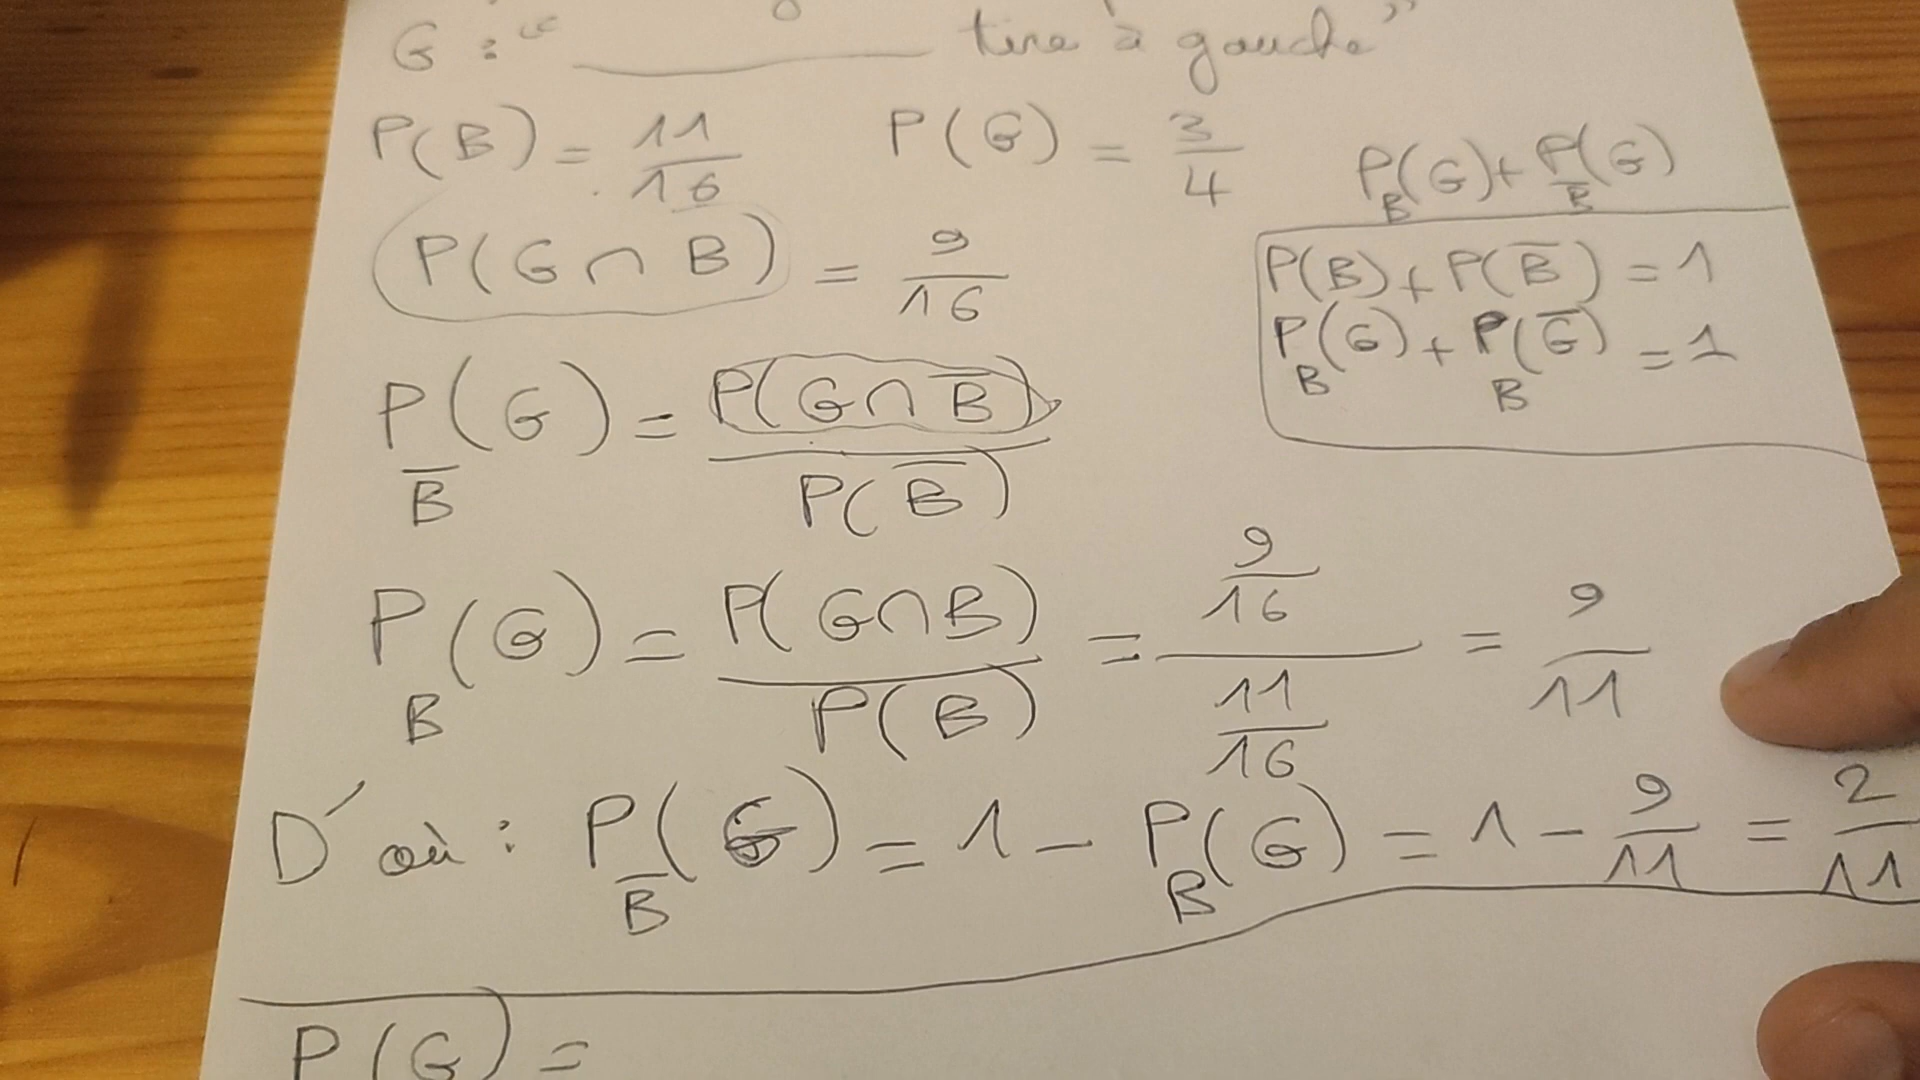 G : " ______ tire à gauche"
P(B) = 11/16 P(G) = 3/4
P_B(G) + P_B̅(G)
P(G ∩ B) = 9/16
P(B) + P(B̅) = 1
P_B(G) + P_B(G̅) = 1
P_B̅(G) = P(G ∩ B̅) / P(B̅)
P_B(G) = P(G ∩ B) / P(B) = (9/16) / (11/16) = 9/11
D'où : P_B̅(G) = 1 - P_B(G) = 1 - 9/11 = 2/11
P(G) =